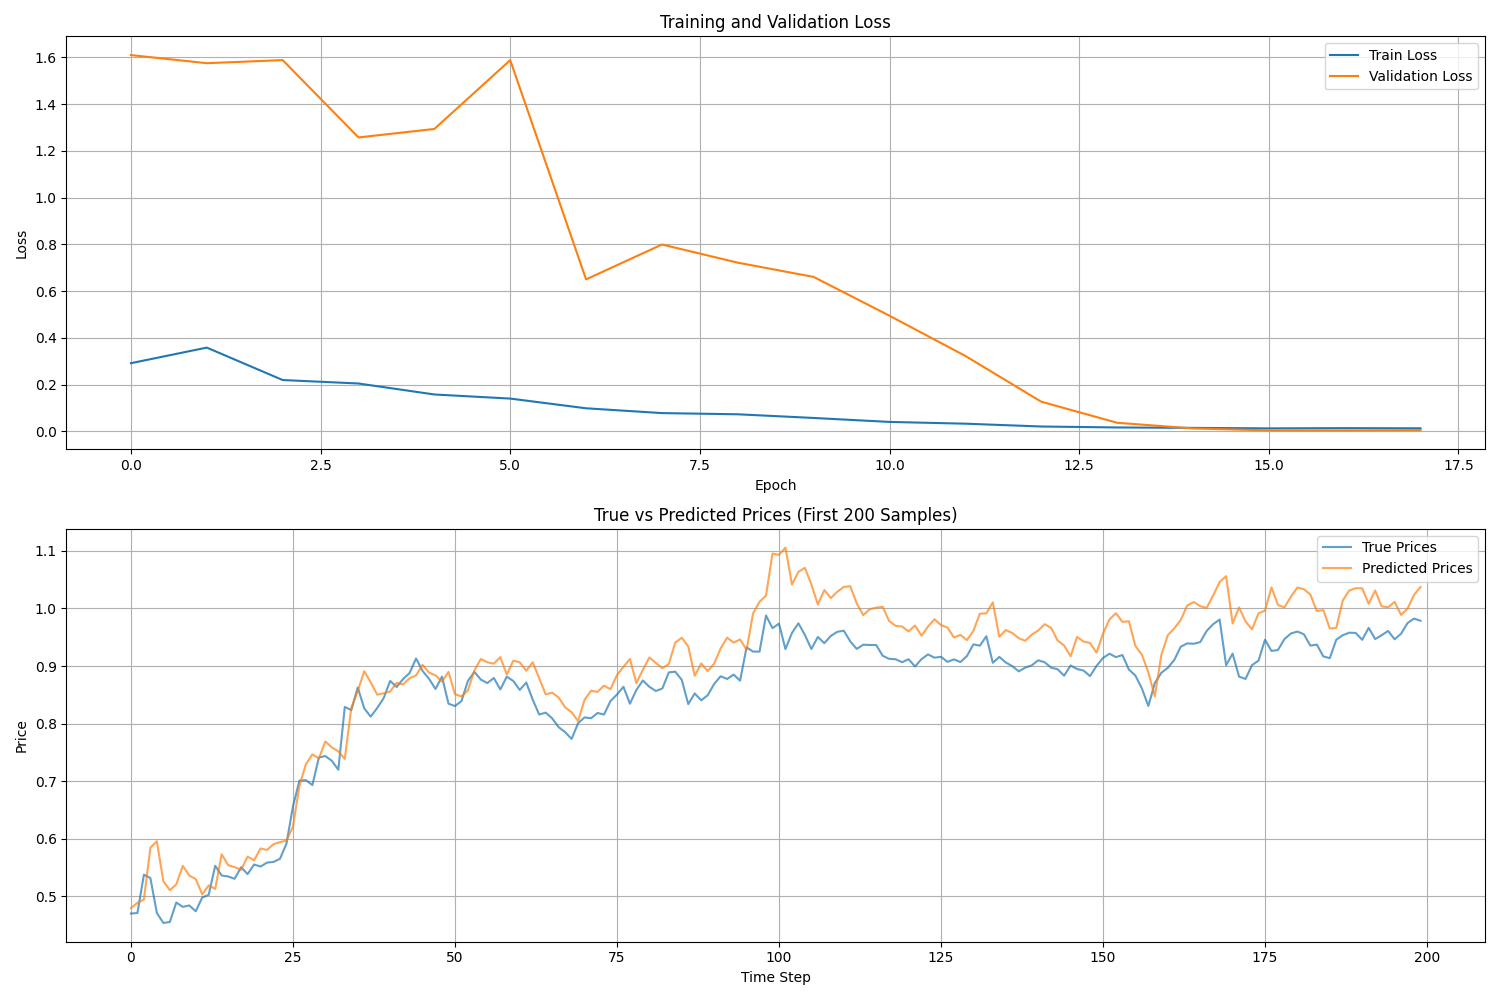 Training and Validation Loss
Train Loss
Validation Loss
Loss
1.6
1.4
1.2
1.0
0.8
0.6
0.4
0.2
0.0
0.0 2.5 5.0 7.5 10.0 12.5 15.0 17.5
Epoch
True vs Predicted Prices (First 200 Samples)
True Prices
Predicted Prices
Price
1.1
1.0
0.9
0.8
0.7
0.6
0.5
0 25 50 75 100 125 150 175 200
Time Step